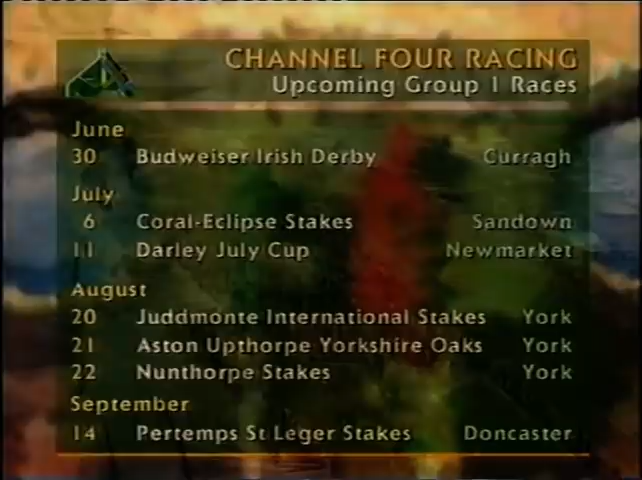 CHANNEL FOUR RACING
Upcoming Group 1 Races
June
30 Budweiser Irish Derby Curragh
July
6 Coral-Eclipse Stakes Sandown
11 Darley July Cup Newmarket
August
20 Juddmonte International Stakes York
21 Aston Upthorpe Yorkshire Oaks York
22 Nunthorpe Stakes York
September
14 Pertemps St Leger Stakes Doncaster